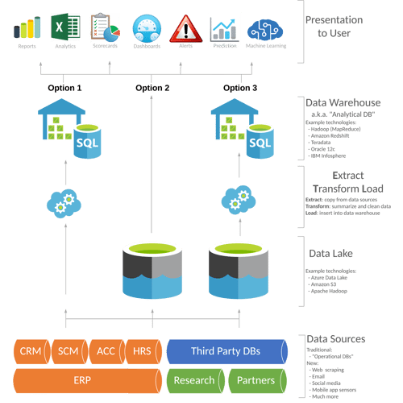 Presentation
to User
Reports
Analytics
Scorecards
Dashboards
Alerts
Prediction
Machine Learning
Option 1
Option 2
Option 3
Data Warehouse
a.k.a. "Analytical DB"
Example technologies:
- Hadoop (MapReduce)
- Amazon Redshift
- Teradata
- Oracle 12c
- IBM Infosphere
SQL
SQL
Extract
Transform Load
Extract: copy from data sources
Transform: summarize and clean data
Load: insert into data warehouse
Data Lake
Example technologies:
- Azure Data Lake
- Amazon S3
- Apache Hadoop
Data Sources
Traditional:
- "Operational DBs"
New:
- Web scraping
- Email
- Social media
- Mobile app sensors
- Much more
CRM
SCM
ACC
HRS
Third Party DBs
ERP
Research
Partners